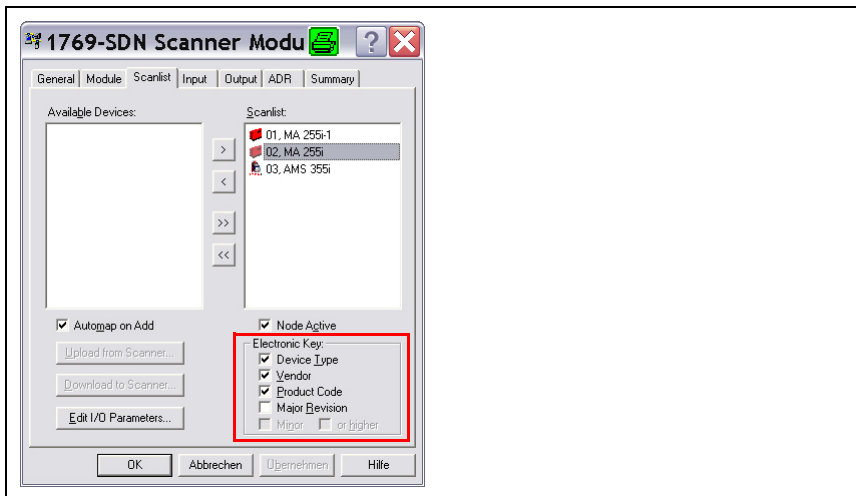 1769-SDN Scanner Modu ?
General Module Scanlist Input Output ADR Summary
Available Devices: Scanlist:
01, MA 255i-1
02, MA 255i
03, AMS 355i
>
<
>>
<<
Automap on Add Node Active
Upload from Scanner...
Download to Scanner...
Edit I/O Parameters...
Electronic Key:
Device Type
Vendor
Product Code
Major Revision
Minor or higher
OK Abbrechen Übernehmen Hilfe